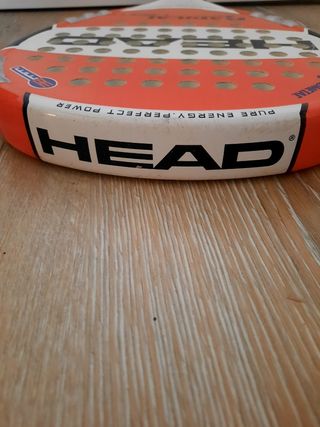 HEAD
PURE ENERGY. PERFECT POWER
HEAD®